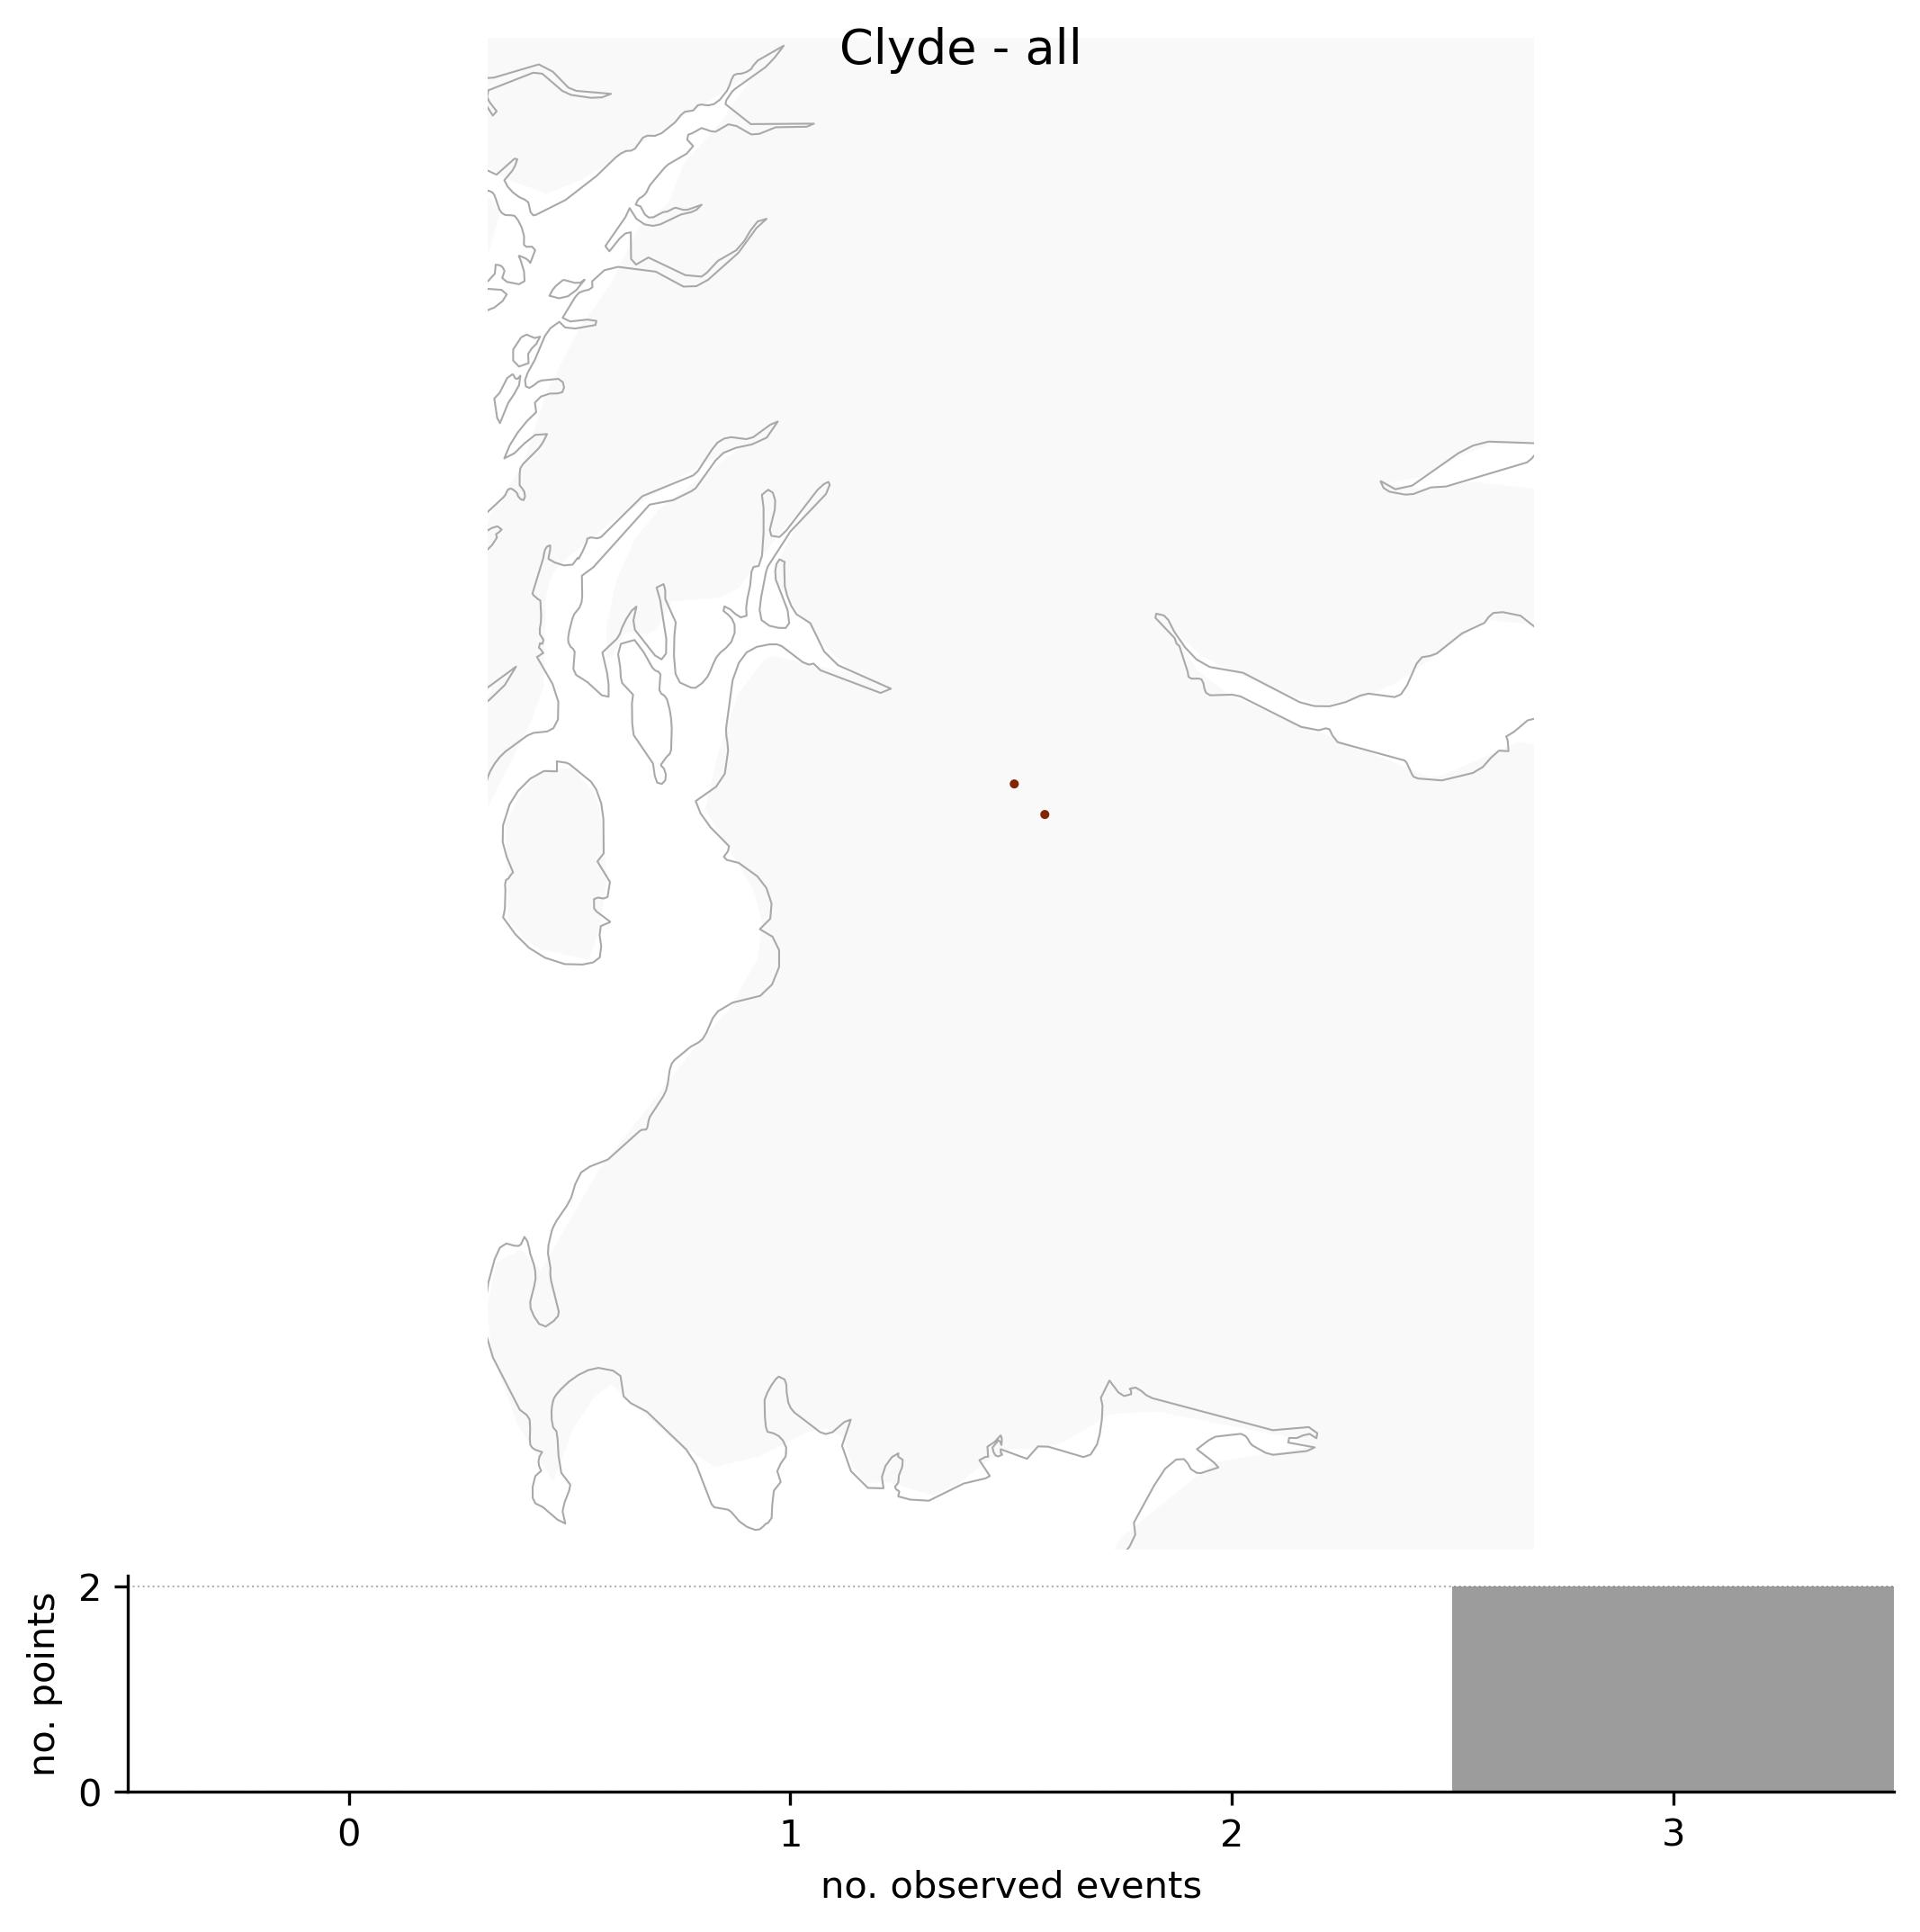 Clyde - all
no. points
2
0
0 1 2 3
no. observed events